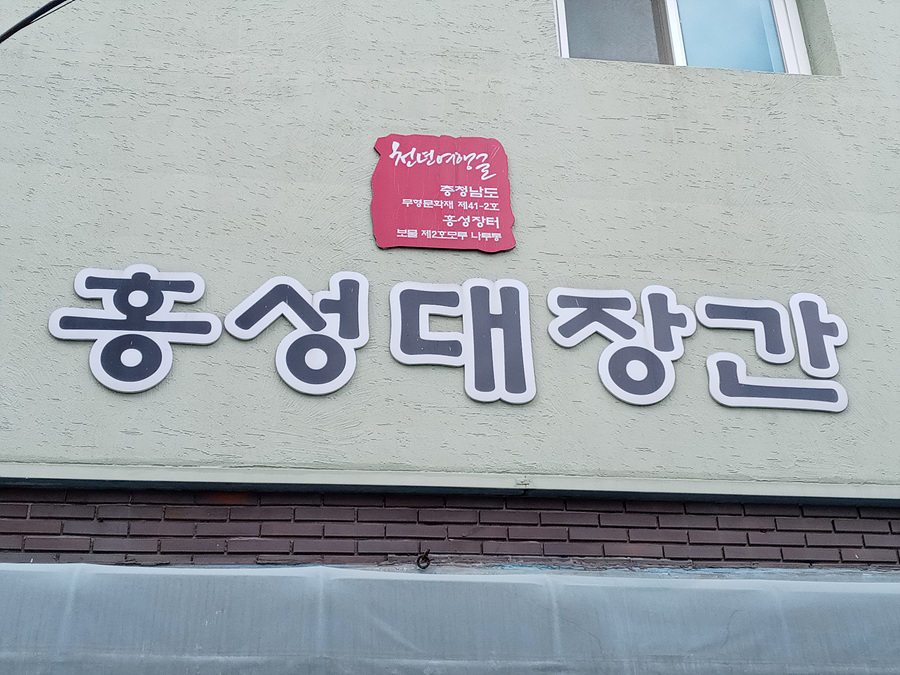 천년여행길
충청남도
무형문화재 제41-2호
홍성장터
보물 제2호모루 나무통
홍성대장간